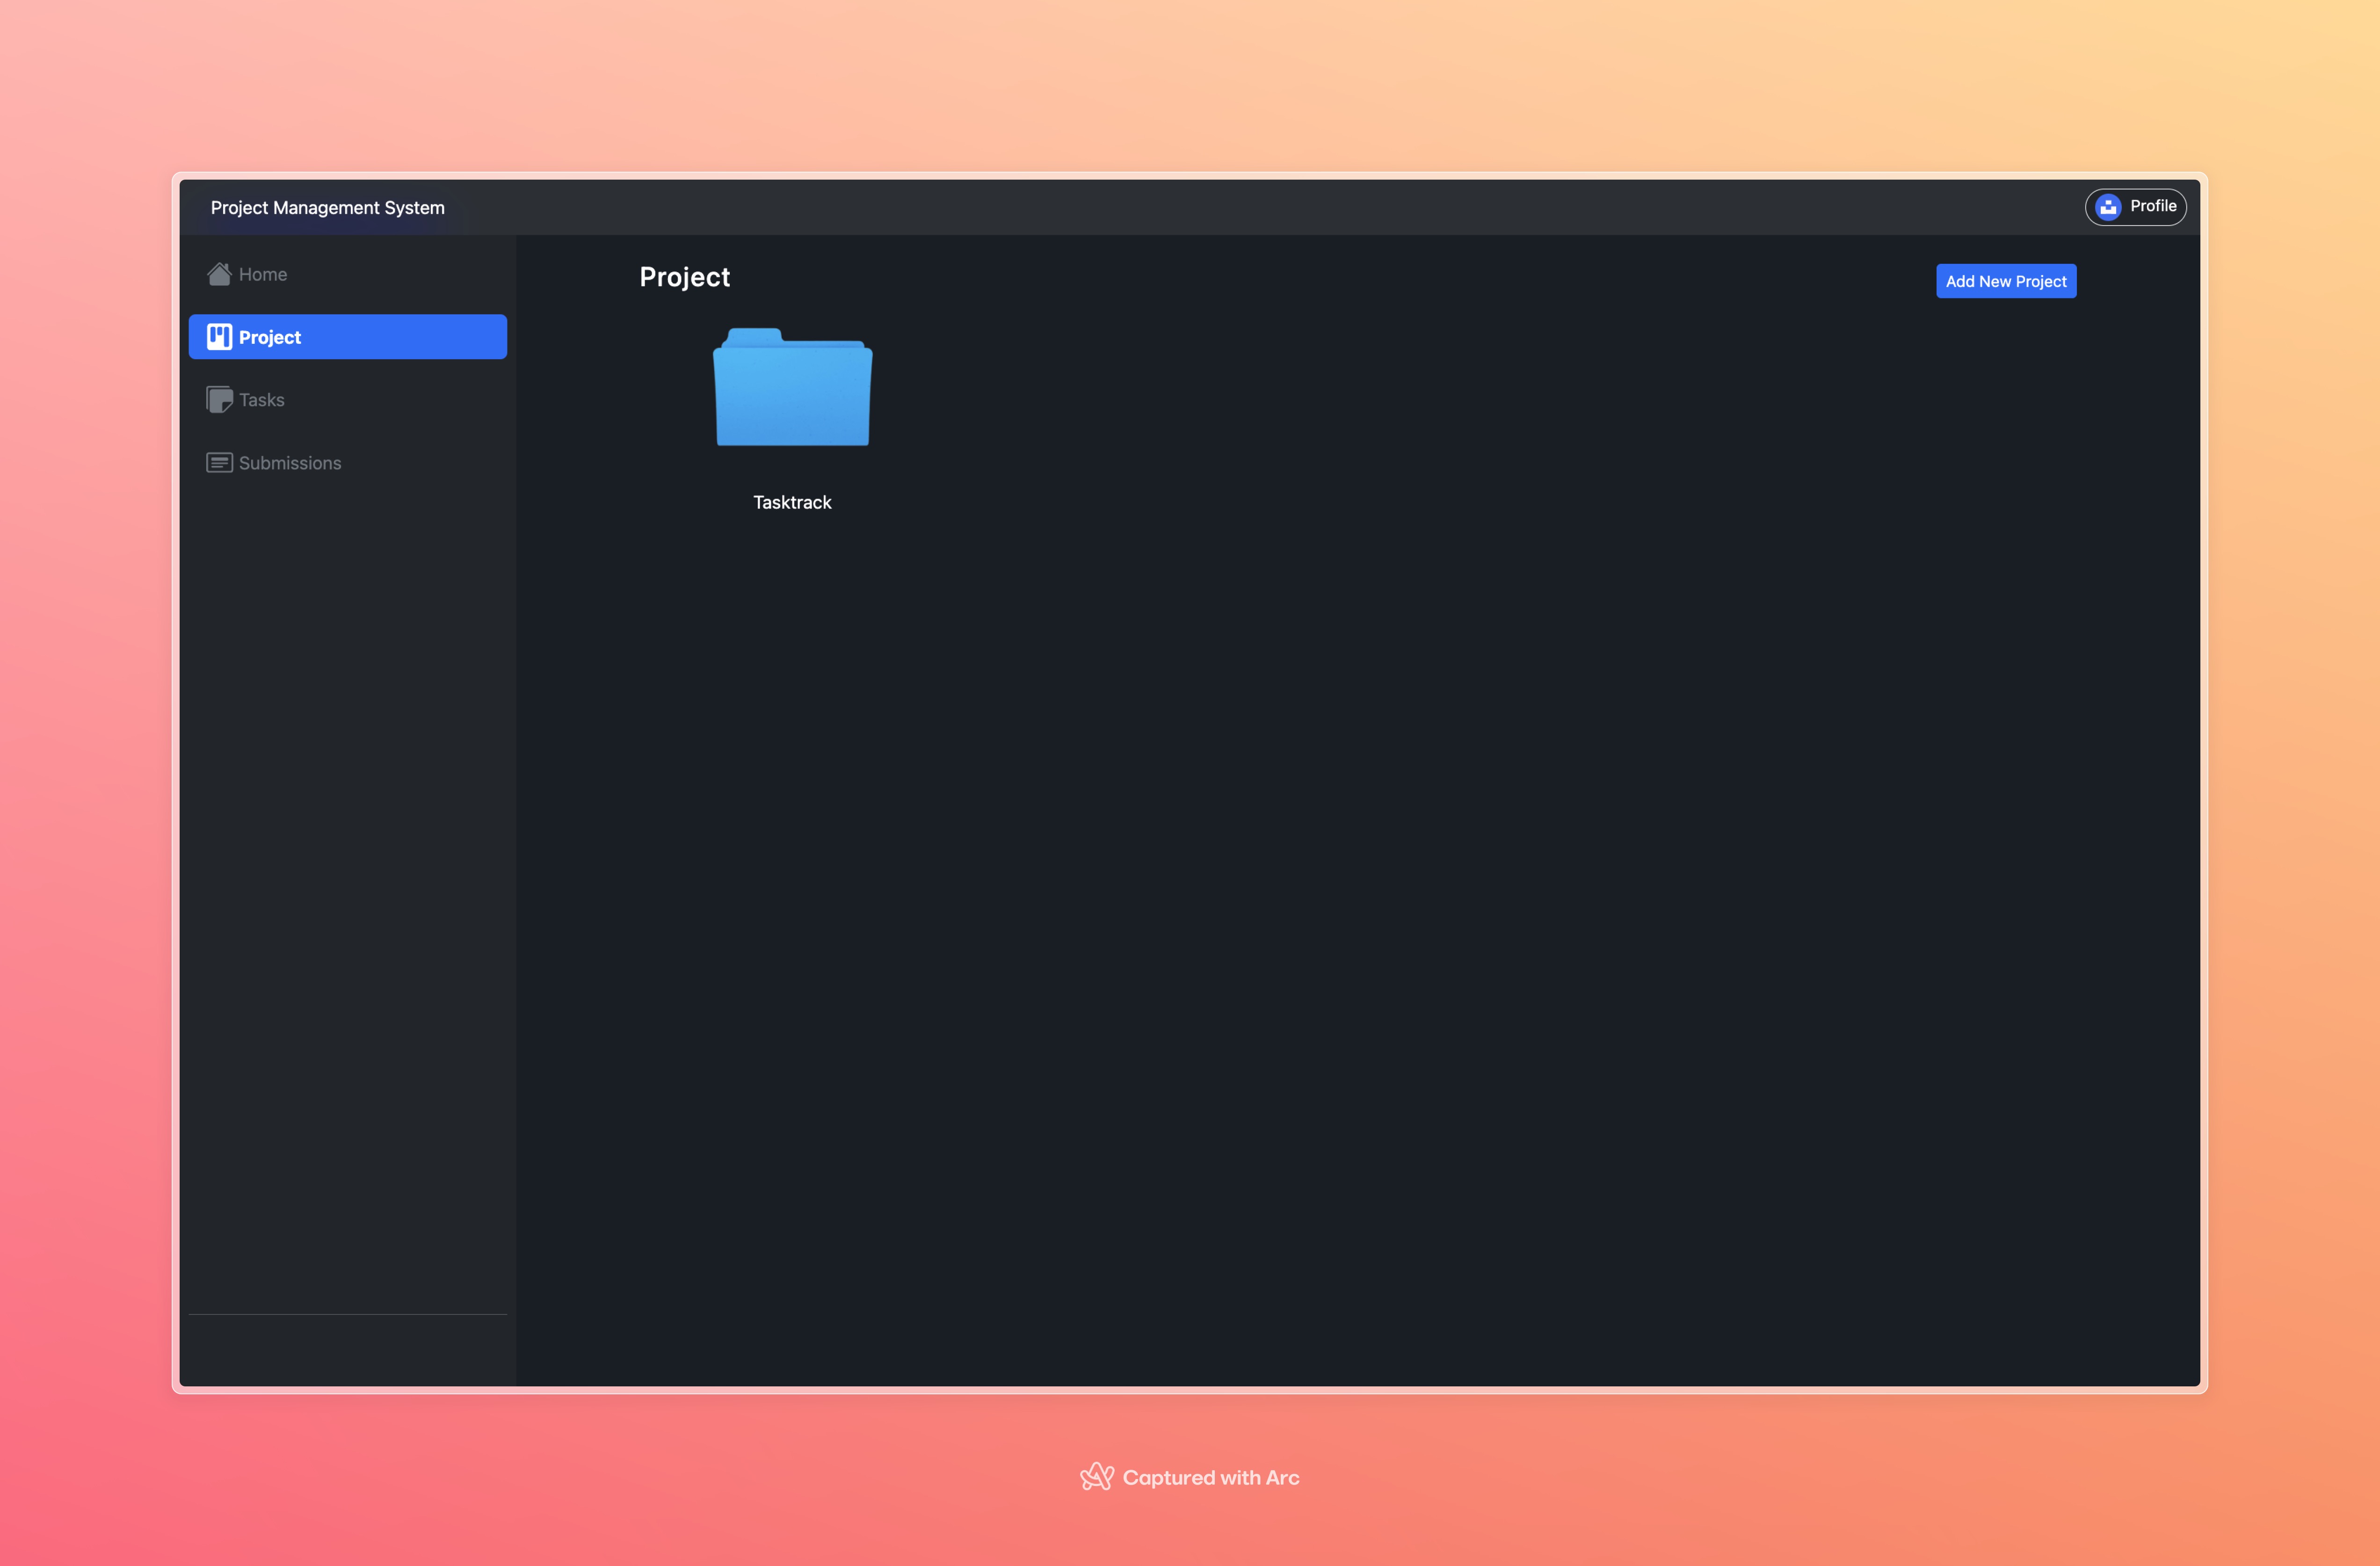 Project Management System
Profile
Home
Project
Tasks
Submissions
Project
Add New Project
Tasktrack
Captured with Arc